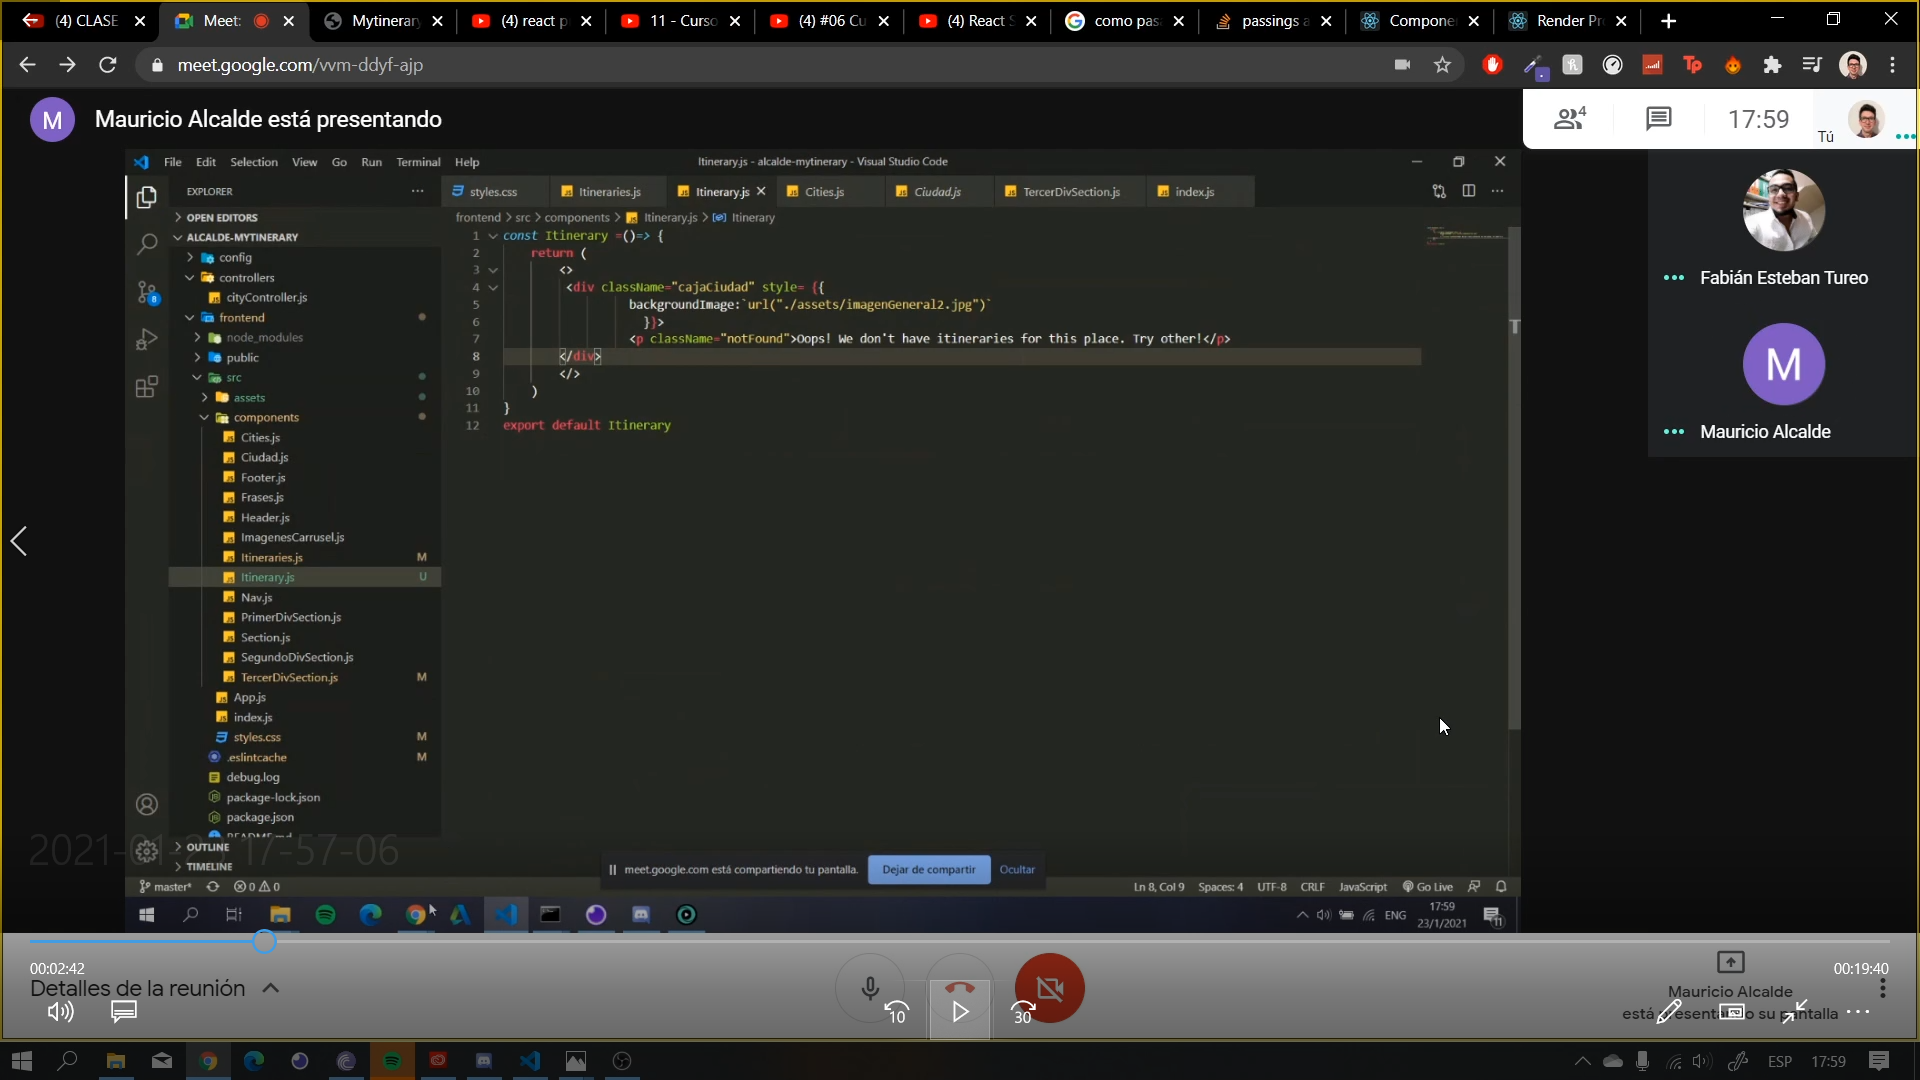 (4) CLASE
Meet:
Mytinerary
(4) react p
11 - Curso
(4) #06 Cu
(4) React S
como pas
passings a
Compone
Render Pr
meet.google.com/vvm-ddyf-ajp
M
Mauricio Alcalde está presentando
4
17:59
Tú
File Edit Selection View Go Run Terminal Help
Itinerary.js - alcalde-mytinerary - Visual Studio Code
EXPLORER
styles.css
Itineraries.js
Itinerary.js
Cities.js
Ciudad.js
TercerDivSection.js
index.js
frontend > src > components > Itinerary.js > Itinerary
OPEN EDITORS
ALCALDE-MYTINERARY
config
controllers
cityController.js
frontend
node_modules
public
src
assets
components
Cities.js
Ciudad.js
Footer.js
Frases.js
Header.js
ImagenesCarrusel.js
Itineraries.js M
Itinerary.js U
Nav.js
PrimerDivSection.js
Section.js
SegundoDivSection.js
TercerDivSection.js M
App.js
index.js
styles.css M
.eslintcache M
debug.log
package-lock.json
package.json
README.md
OUTLINE
TIMELINE
1 const Itinerary =()=> {
2 return (
3 <>
4 <div className="cajaCiudad" style= {{
5 backgroundImage:`url("./assets/imagenGeneral2.jpg")`
6 }}>
7 <p className="notFound">Oops! We don't have itineraries for this place. Try other!</p>
8 </div>
9 </>
10 )
11 }
12 export default Itinerary
Fabián Esteban Tureo
M
Mauricio Alcalde
meet.google.com está compartiendo tu pantalla.
Dejar de compartir
Ocultar
master*
0 0
Ln 8, Col 9 Spaces: 4 UTF-8 CRLF JavaScript Go Live
ENG
17:59
23/1/2021
11
00:02:42
00:19:40
Detalles de la reunión
10
30
Mauricio Alcalde
ESP
17:59